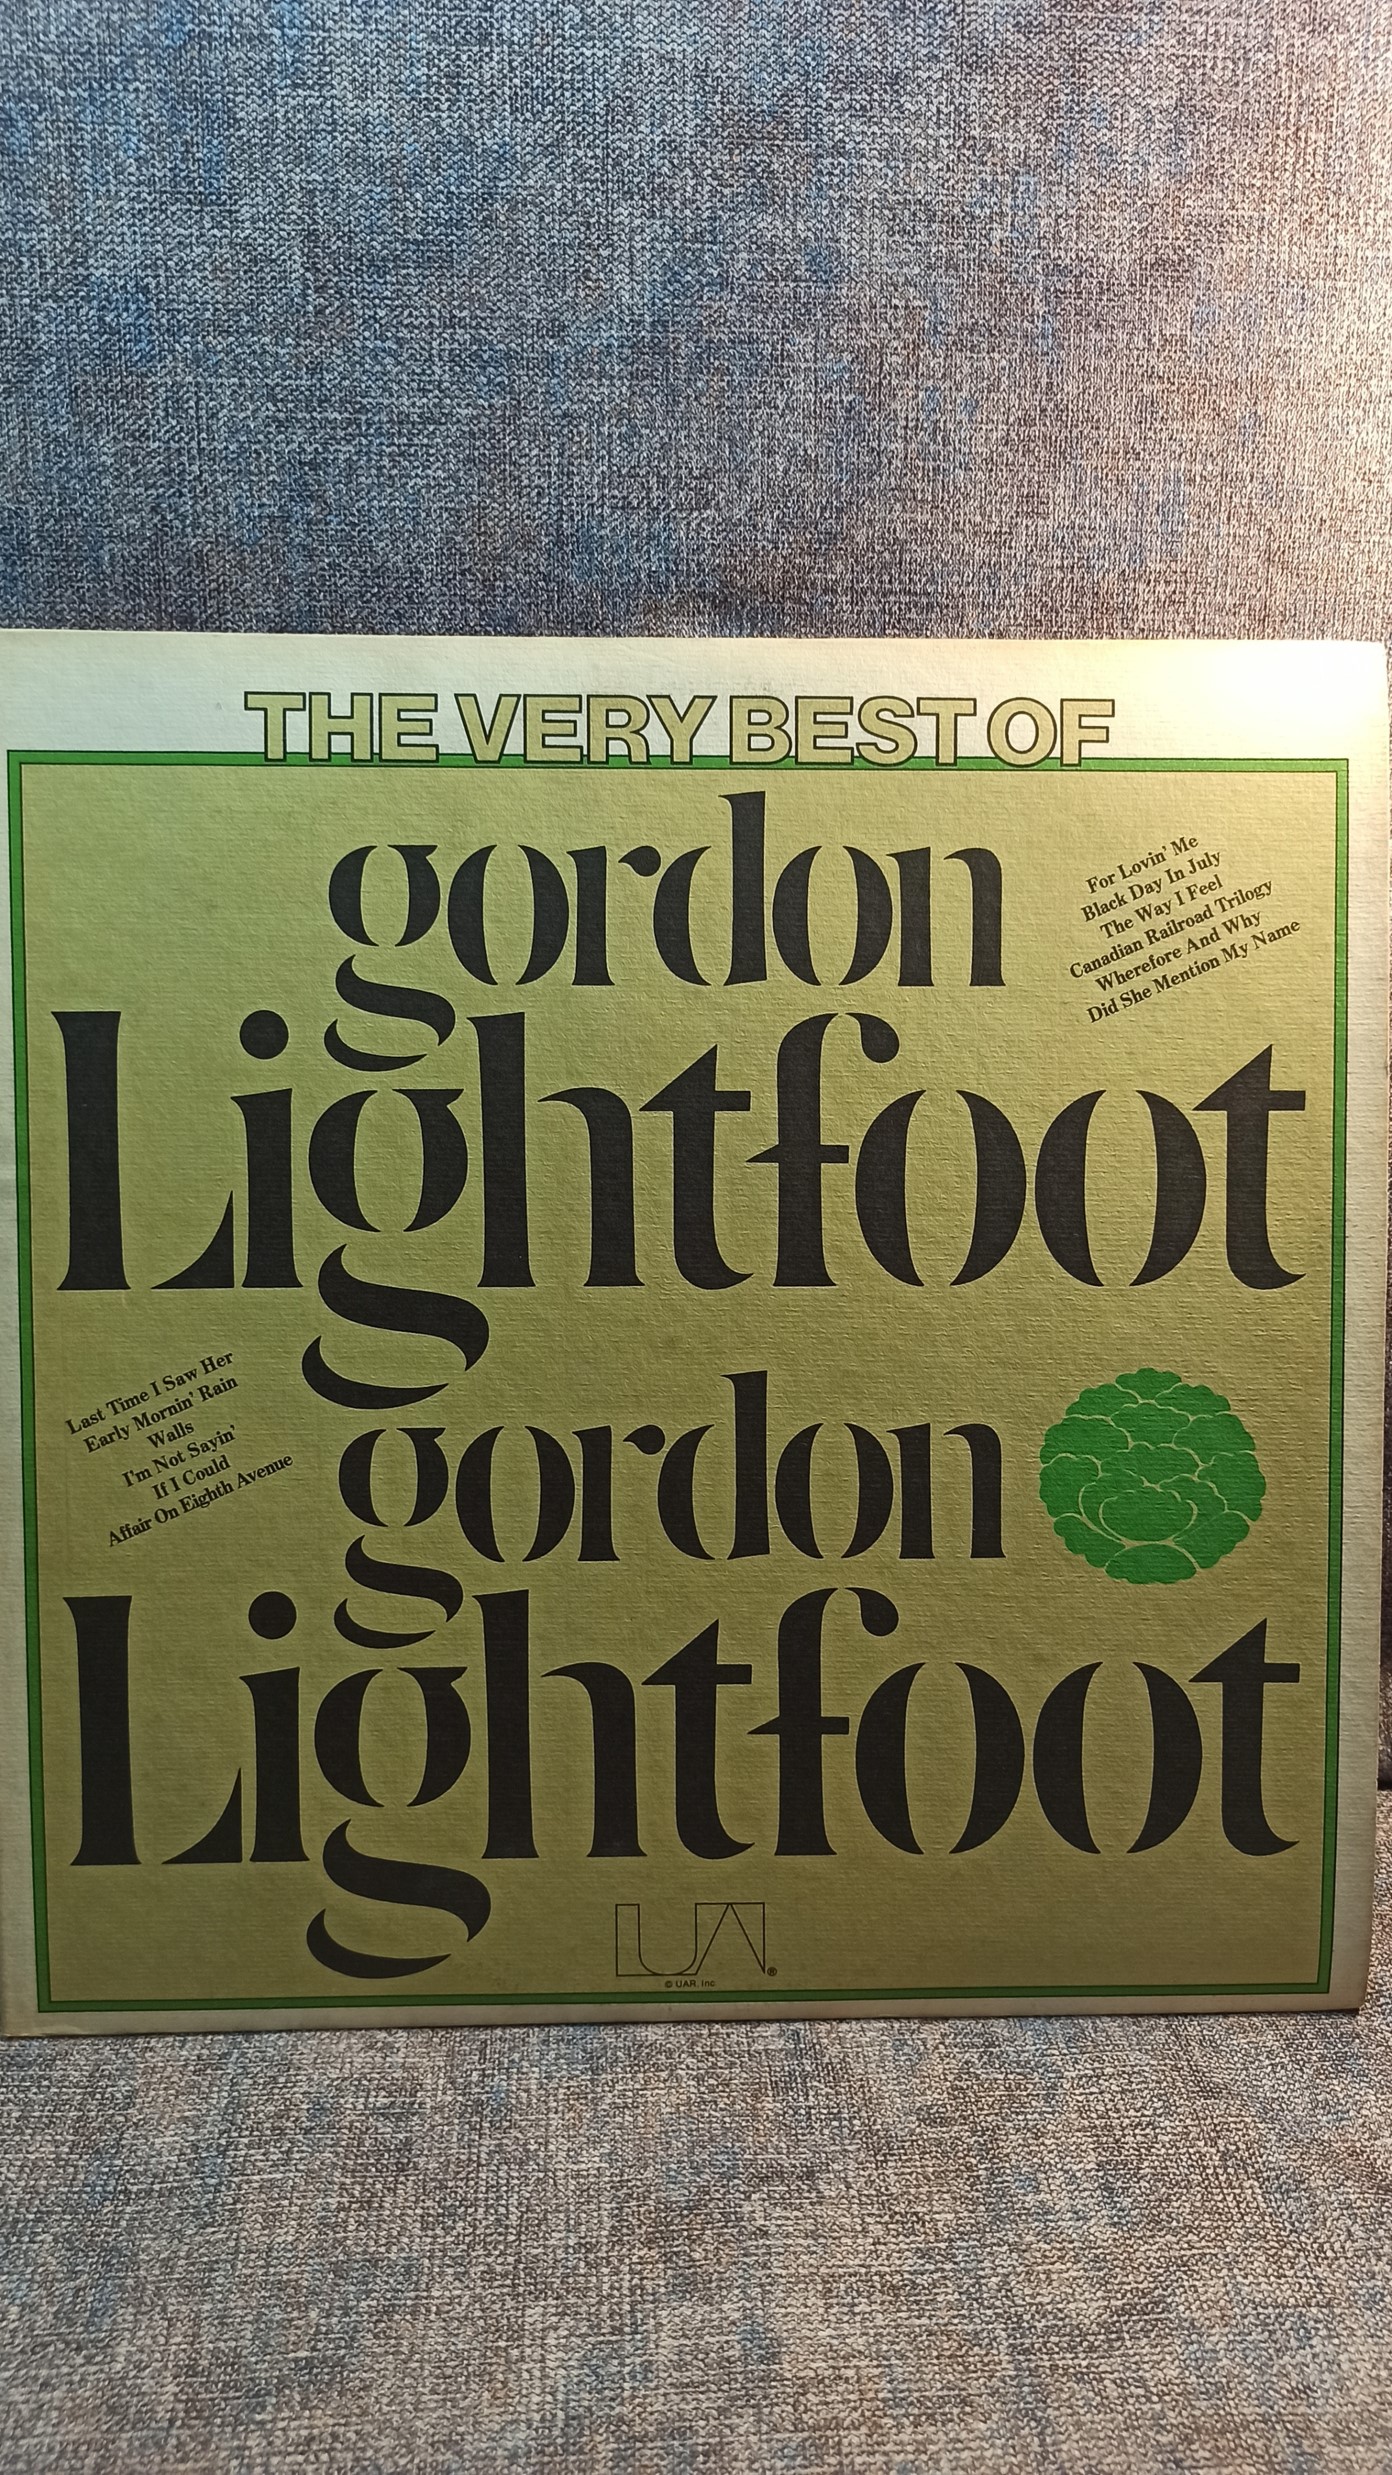 THE VERY BEST OF
gordon
For Lovin' Me
Black Day In July
The Way I Feel
Canadian Railroad Trilogy
Wherefore And Why
Did She Mention My Name
Lightfoot
Last Time I Saw Her
Early Mornin' Rain
Walls
I'm Not Sayin'
If I Could
Affair On Eighth Avenue
gordon
Lightfoot
UA®
© UAR, Inc